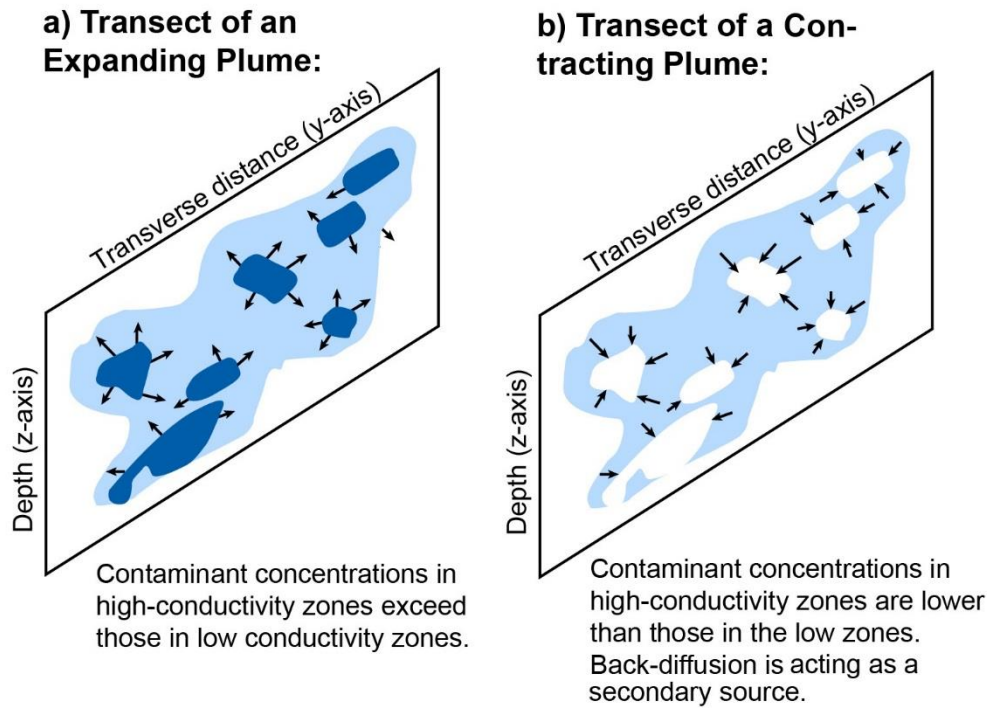 a) Transect of an
Expanding Plume:
Transverse distance (y-axis)
Depth (z-axis)
Contaminant concentrations in
high-conductivity zones exceed
those in low conductivity zones.
b) Transect of a Con-
tracting Plume:
Transverse distance (y-axis)
Depth (z-axis)
Contaminant concentrations in
high-conductivity zones are lower
than those in the low zones.
Back-diffusion is acting as a
secondary source.